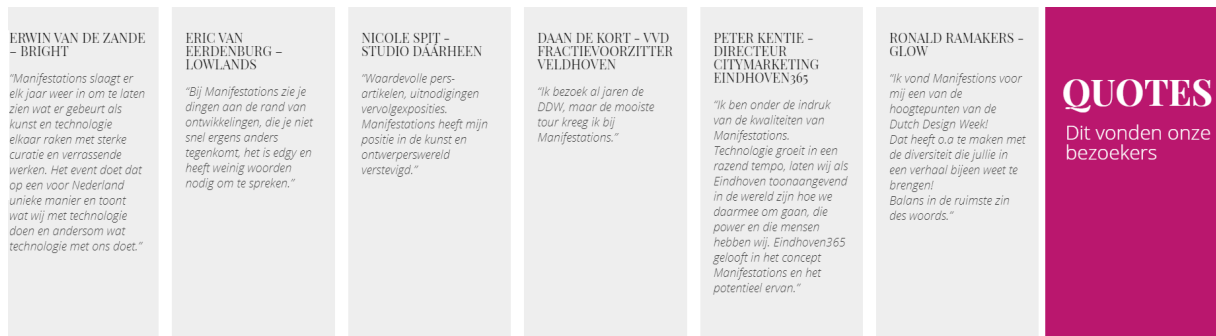 ERWIN VAN DE ZANDE
– BRIGHT
“Manifestations slaagt er
elk jaar weer in om te laten
zien wat er gebeurt als
kunst en technologie
elkaar raken met sterke
curatie en verrassende
werken. Het event doet dat
op een voor Nederland
unieke manier en toont
wat wij met technologie
doen en andersom wat
technologie met ons doet.”
ERIC VAN
EERDENBURG –
LOWLANDS
“Bij Manifestations zie je
dingen aan de rand van
ontwikkelingen, die je niet
snel ergens anders
tegenkomt, het is edgy en
heeft weinig woorden
nodig om te spreken.”
NICOLE SPIT –
STUDIO DAARHEEN
“Waardevolle pers-
artikelen, uitnodigingen
vervolgexposities.
Manifestations heeft mijn
positie in de kunst en
ontwerperswereld
verstevigd.”
DAAN DE KORT – VVD
FRACTIEVOORZITTER
VELDHOVEN
“Ik bezoek al jaren de
DDW, maar de mooiste
tour kreeg ik bij
Manifestations.”
PETER KENTIE –
DIRECTEUR
CITYMARKETING
EINDHOVEN365
“Ik ben onder de indruk
van de kwaliteiten van
Manifestations.
Technologie groeit in een
razend tempo, laten wij als
Eindhoven toonaangevend
in de wereld zijn hoe we
daarmee om gaan, die
power en die mensen
hebben wij. Eindhoven365
gelooft in het concept
Manifestations en het
potentieel ervan.”
RONALD RAMAKERS –
GLOW
“Ik vond Manifestions voor
mij een van de
hoogtepunten van de
Dutch Design Week!
Dat heeft o.a te maken met
de diversiteit die jullie in
een verhaal bijeen weet te
brengen!
Balans in de ruimste zin
des woords.”
QUOTES
Dit vonden onze
bezoekers